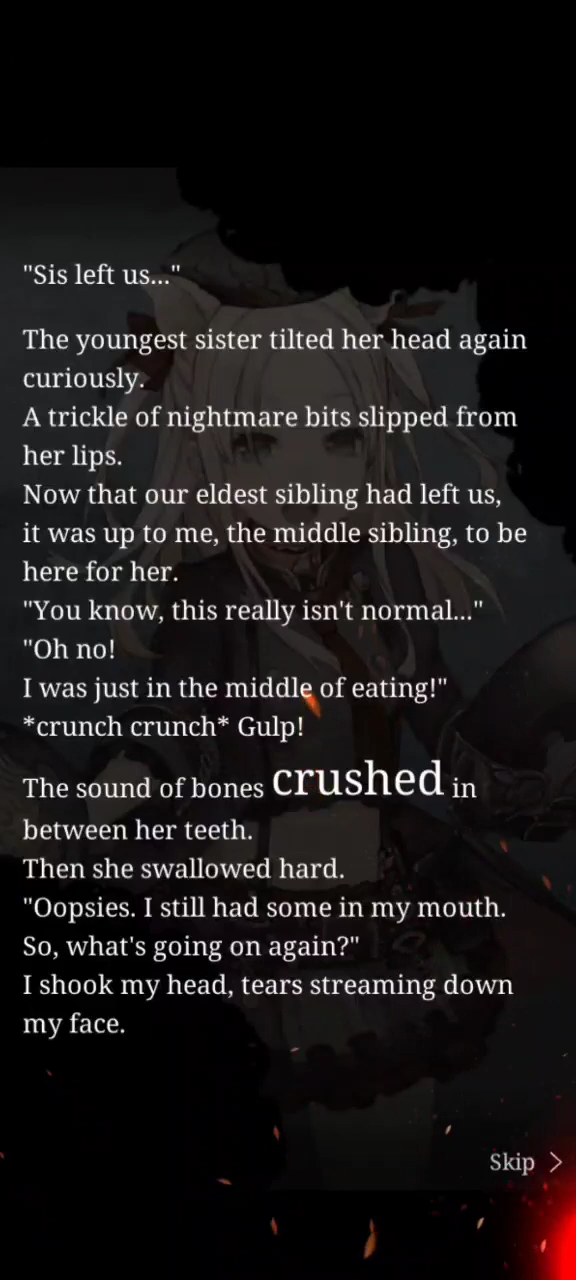 "Sis left us..."
The youngest sister tilted her head again
curiously.
A trickle of nightmare bits slipped from
her lips.
Now that our eldest sibling had left us,
it was up to me, the middle sibling, to be
here for her.
"You know, this really isn't normal..."
"Oh no!
I was just in the middle of eating!"
*crunch crunch* Gulp!
The sound of bones crushed in
between her teeth.
Then she swallowed hard.
"Oopsies. I still had some in my mouth.
So, what's going on again?"
I shook my head, tears streaming down
my face.
Skip >